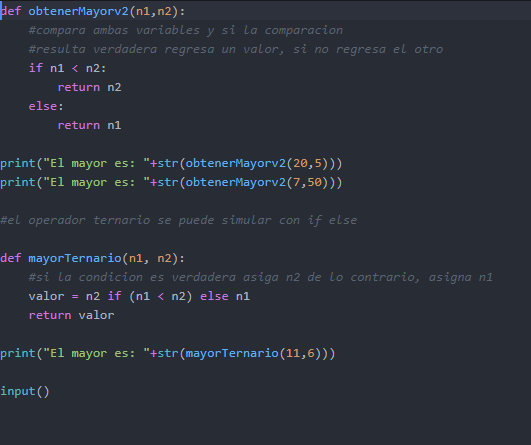 def obtenerMayorv2(n1,n2):
    #compara ambas variables y si la comparacion
    #resulta verdadera regresa un valor, si no regresa el otro
    if n1 < n2:
        return n2
    else:
        return n1
print("El mayor es: "+str(obtenerMayorv2(20,5)))
print("El mayor es: "+str(obtenerMayorv2(7,50)))
#el operador ternario se puede simular con if else
def mayorTernario(n1, n2):
    #si la condicion es verdadera asiga n2 de lo contrario, asigna n1
    valor = n2 if (n1 < n2) else n1
    return valor
print("El mayor es: "+str(mayorTernario(11,6)))
input()